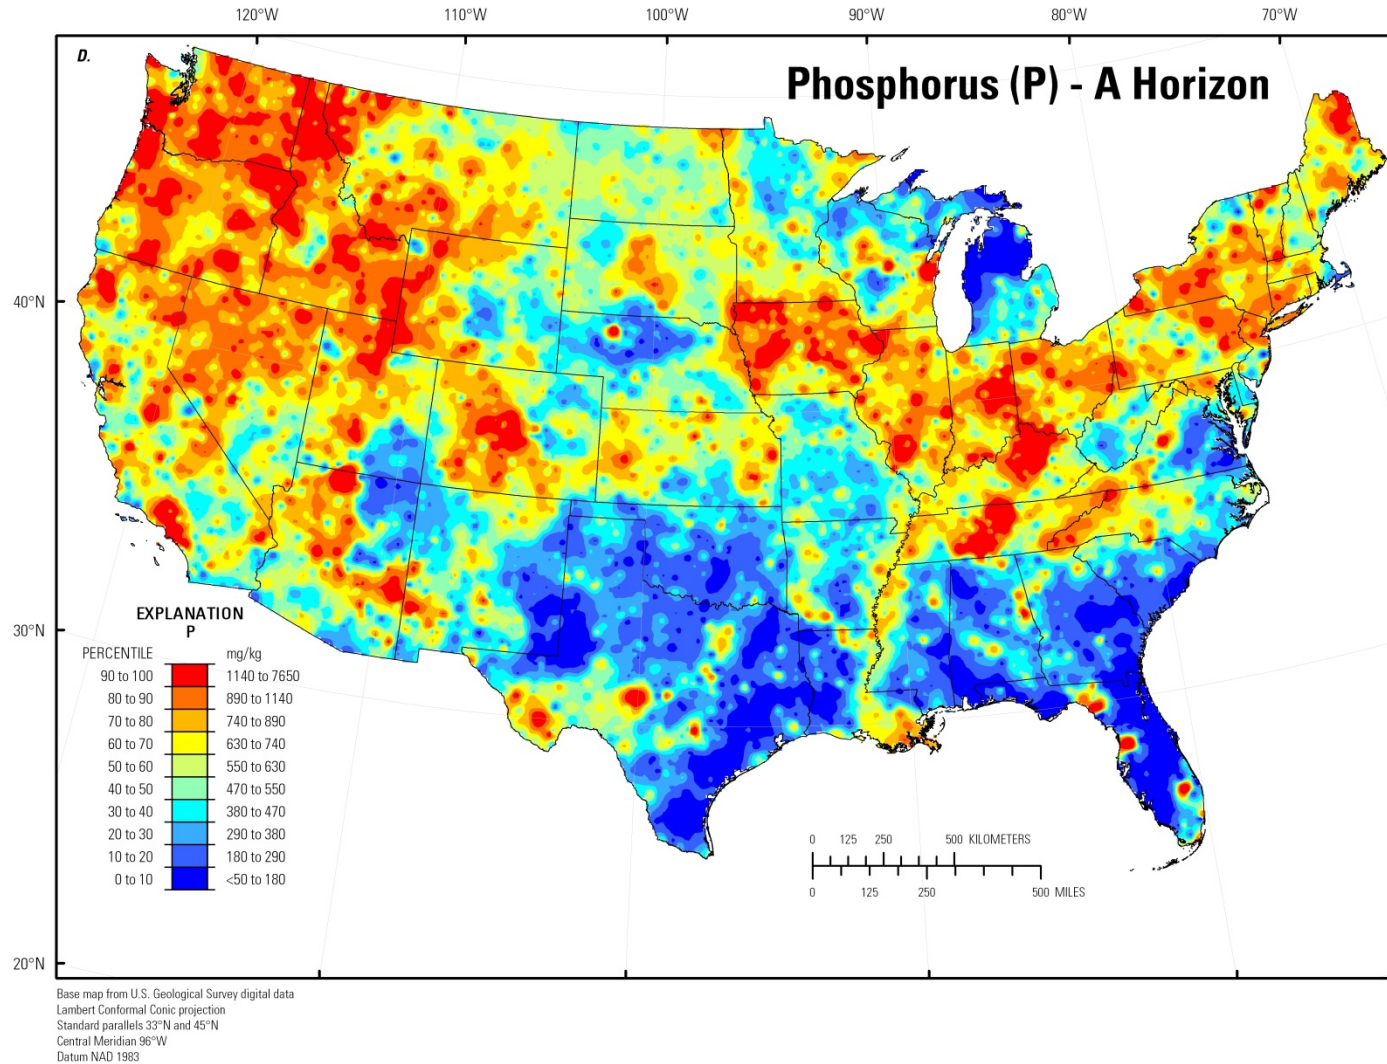 120°W 110°W 100°W 90°W 80°W 70°W
D.
Phosphorus (P) - A Horizon
40°N
30°N
20°N
EXPLANATION
P
PERCENTILE mg/kg
90 to 100 1140 to 7650
80 to 90 890 to 1140
70 to 80 740 to 890
60 to 70 630 to 740
50 to 60 550 to 630
40 to 50 470 to 550
30 to 40 380 to 470
20 to 30 290 to 380
10 to 20 180 to 290
0 to 10 <50 to 180
0 125 250 500 KILOMETERS
0 125 250 500 MILES
Base map from U.S. Geological Survey digital data
Lambert Conformal Conic projection
Standard parallels 33°N and 45°N
Central Meridian 96°W
Datum NAD 1983